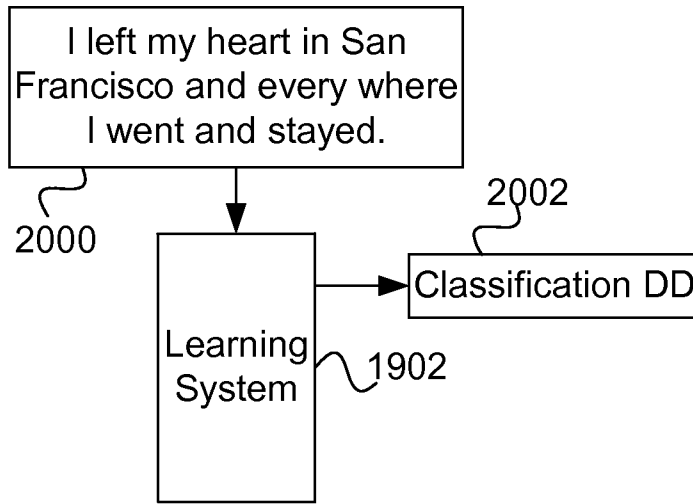 I left my heart in San
Francisco and every where
I went and stayed.
2000
2002
Classification DD
Learning
System
1902